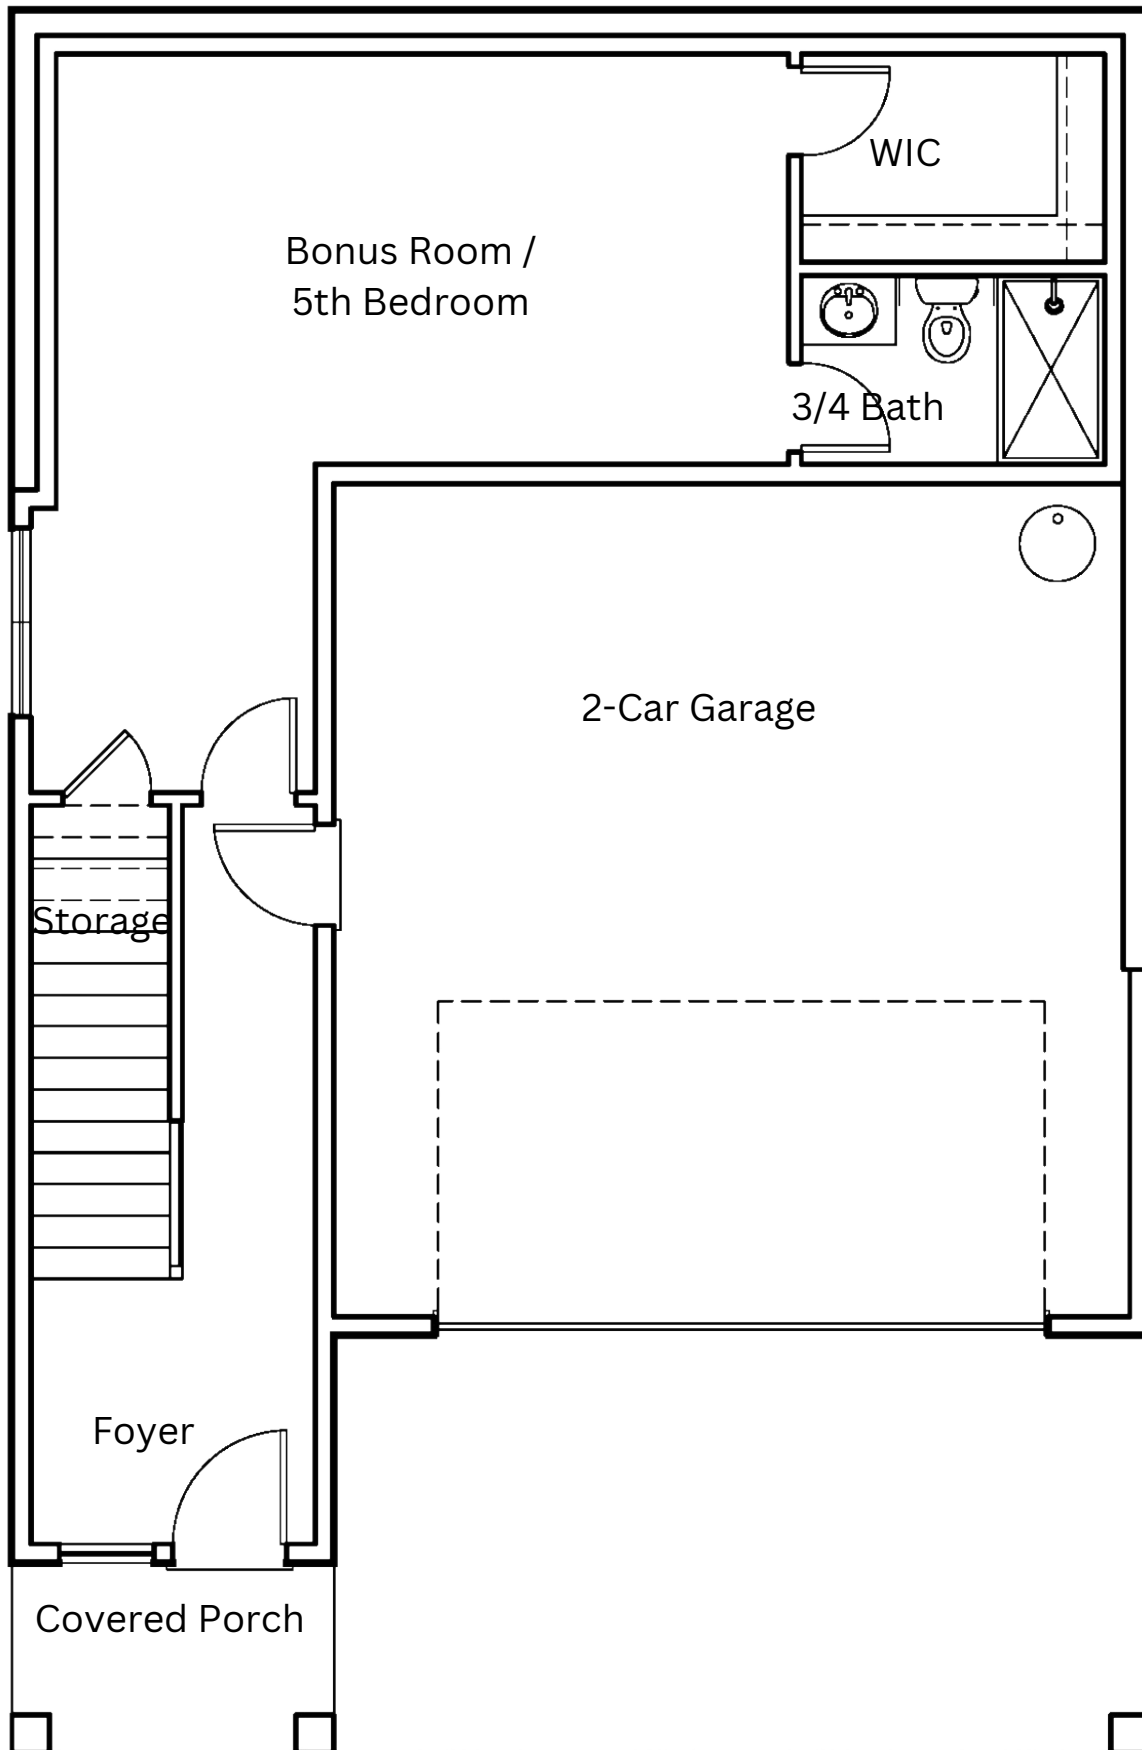 WIC
Bonus Room /
5th Bedroom
3/4 Bath
2-Car Garage
Storage
Foyer
Covered Porch